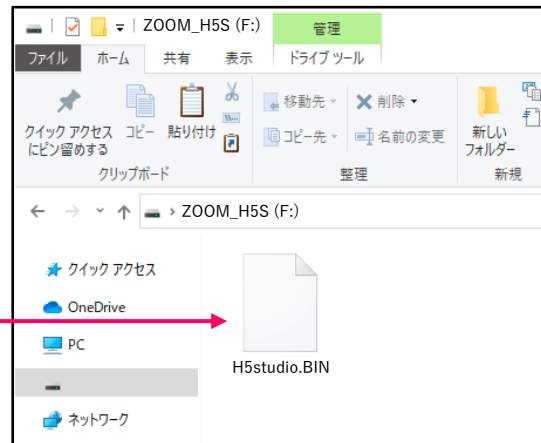 ZOOM_H5S (F:)
管理
ファイル ホーム 共有 表示 ドライブ ツール
クイック アクセス
にピン留めする
コピー
貼り付け
移動先
削除
コピー先
名前の変更
新しい
フォルダー
クリップボード
整理
新規
ZOOM_H5S (F:)
クイック アクセス
OneDrive
PC
ネットワーク
H5studio.BIN